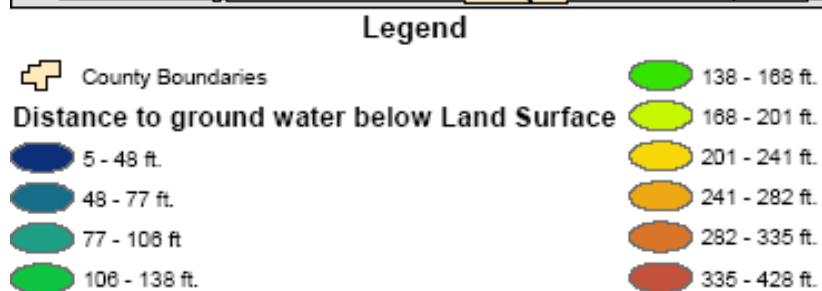 Legend
County Boundaries
Distance to ground water below Land Surface
5 - 48 ft.
48 - 77 ft.
77 - 106 ft
106 - 138 ft.
138 - 168 ft.
168 - 201 ft.
201 - 241 ft.
241 - 282 ft.
282 - 335 ft.
335 - 428 ft.